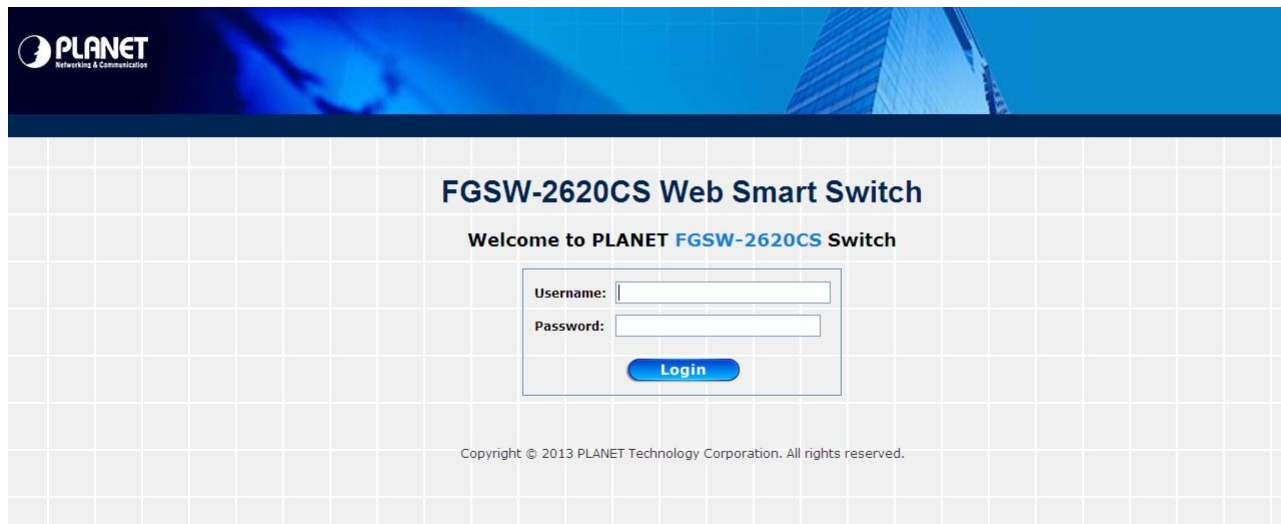 PLANET
Networking & Communication
FGSW-2620CS Web Smart Switch
Welcome to PLANET FGSW-2620CS Switch
Username:
Password:
Login
Copyright © 2013 PLANET Technology Corporation. All rights reserved.